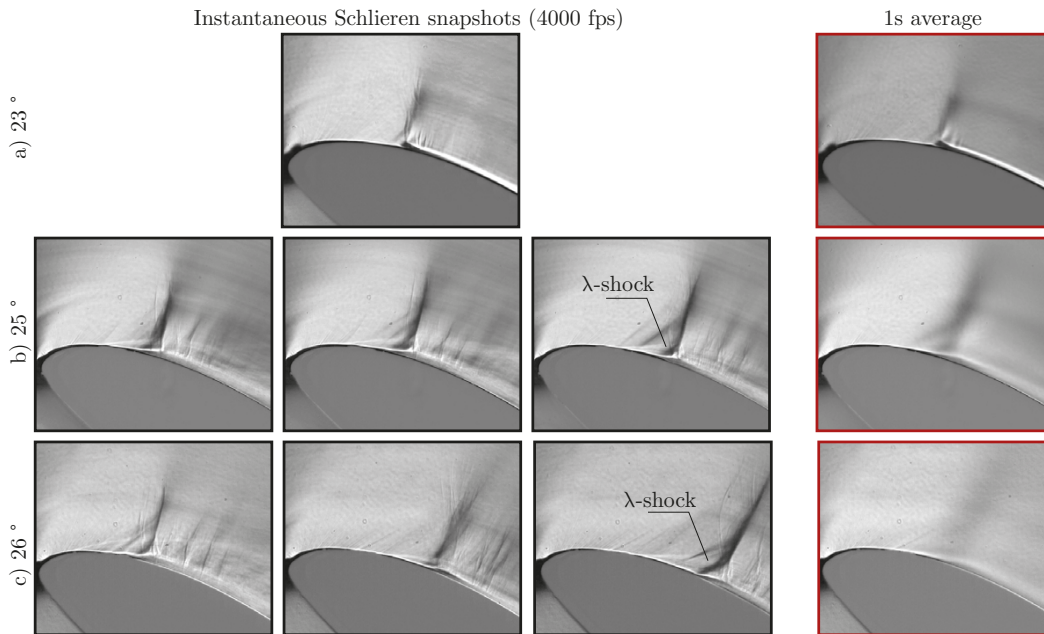 Instantaneous Schlieren snapshots (4000 fps)
1s average
a) 23 °
b) 25 °
λ-shock
c) 26 °
λ-shock